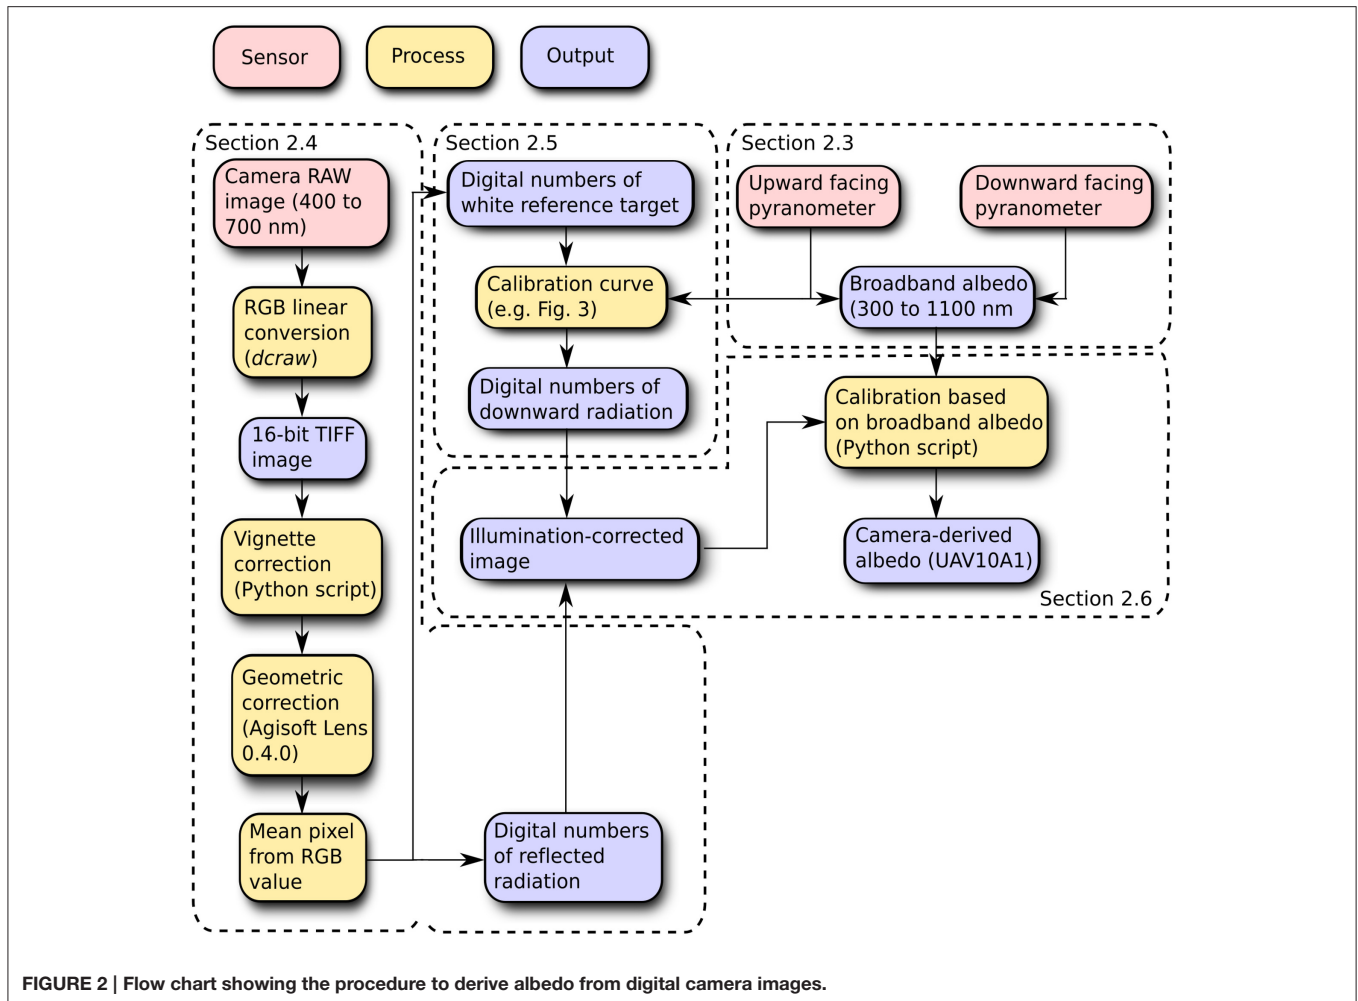 Sensor
Process
Output
Section 2.4
Camera RAW
image (400 to
700 nm)
RGB linear
conversion
(dcraw)
16-bit TIFF
image
Vignette
correction
(Python script)
Geometric
correction
(Agisoft Lens
0.4.0)
Mean pixel
from RGB
value
Section 2.5
Digital numbers of
white reference target
Calibration curve
(e.g. Fig. 3)
Digital numbers of
downward radiation
Section 2.3
Upward facing
pyranometer
Downward facing
pyranometer
Broadband albedo
(300 to 1100 nm
Calibration based
on broadband albedo
(Python script)
Illumination-corrected
image
Camera-derived
albedo (UAV10A1)
Section 2.6
Digital numbers
of reflected
radiation
FIGURE 2 | Flow chart showing the procedure to derive albedo from digital camera images.